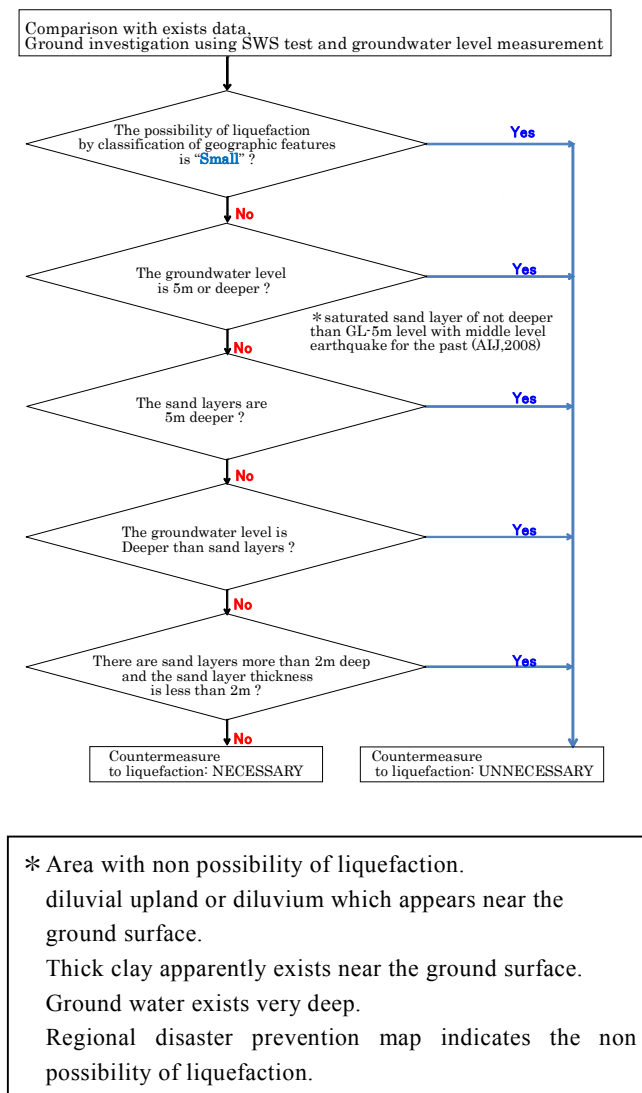 Comparison with exists data,
Ground investigation using SWS test and groundwater level measurement
The possibility of liquefaction
by classification of geographic features
is “Small” ?
Yes
No
The groundwater level
is 5m or deeper ?
Yes
No
＊saturated sand layer of not deeper
than GL-5m level with middle level
earthquake for the past (AIJ,2008)
The sand layers are
5m deeper ?
Yes
No
The groundwater level is
Deeper than sand layers ?
Yes
No
There are sand layers more than 2m deep
and the sand layer thickness
is less than 2m ?
Yes
No
Countermeasure
to liquefaction: NECESSARY
Countermeasure
to liquefaction: UNNECESSARY
＊Area with non possibility of liquefaction.
diluvial upland or diluvium which appears near the
ground surface.
Thick clay apparently exists near the ground surface.
Ground water exists very deep.
Regional disaster prevention map indicates the non
possibility of liquefaction.